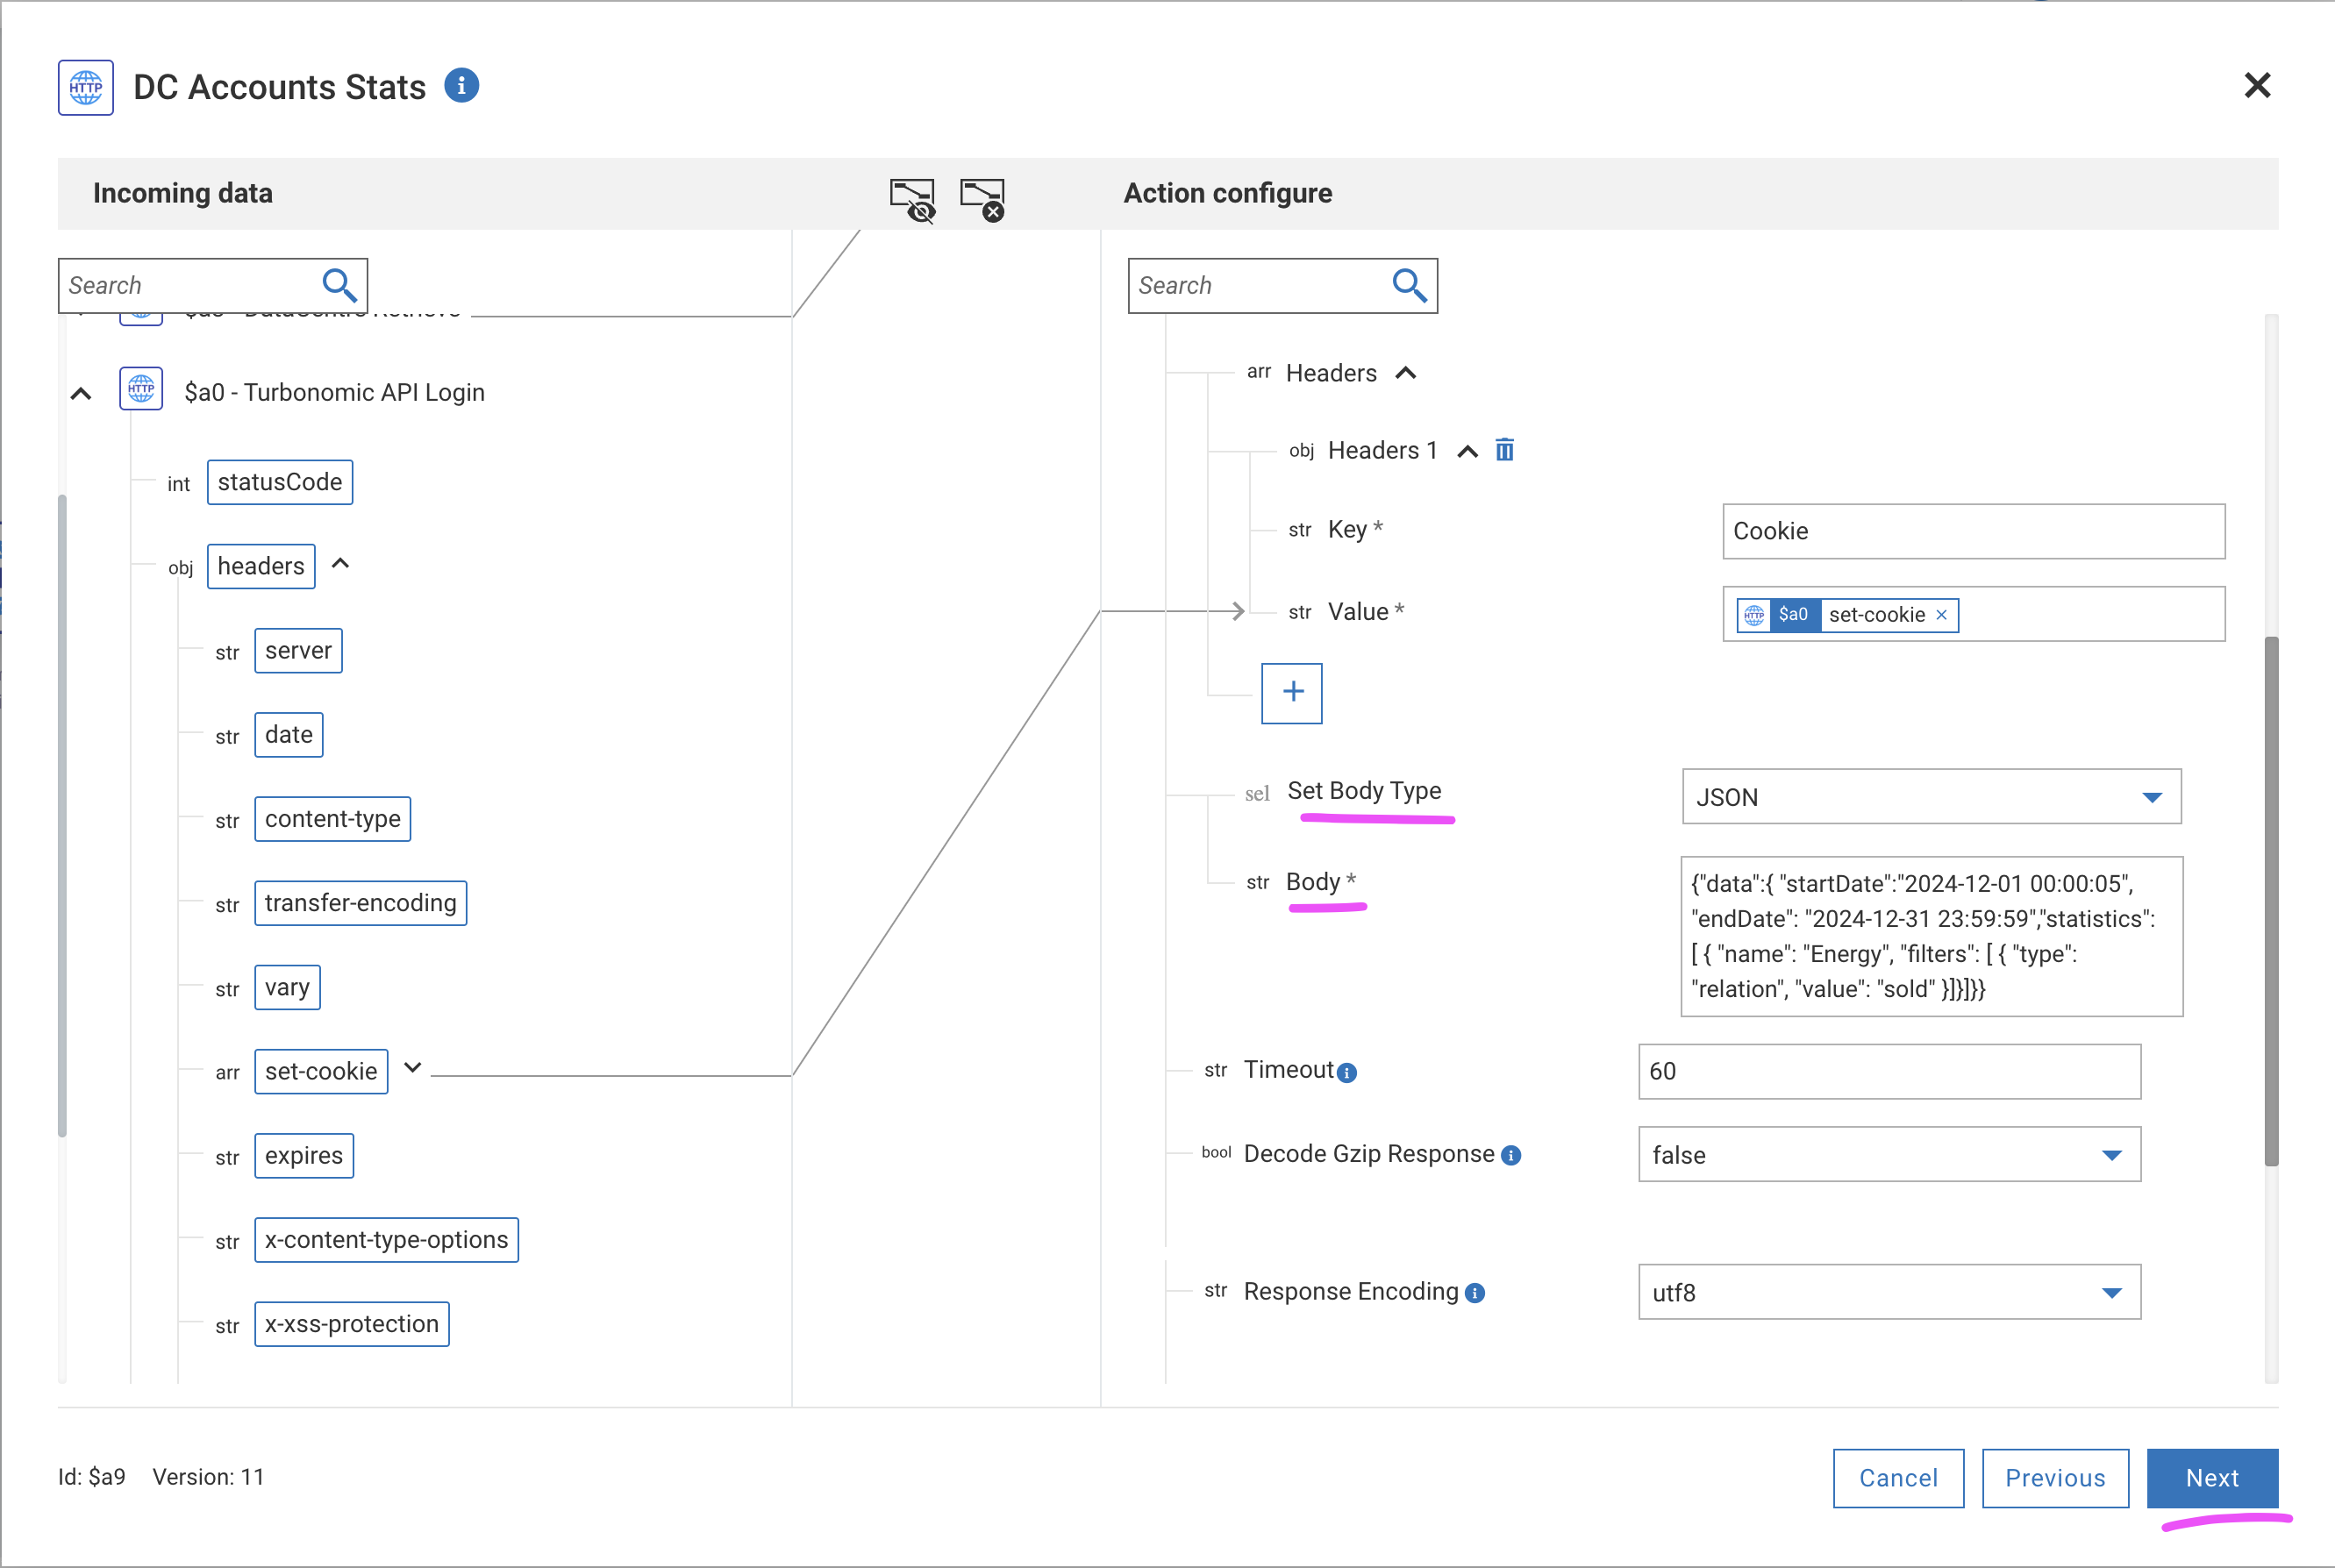 HTTP DC Accounts Stats i
Incoming data
Action configure
Search
Search
$a0 - Turbonomic API Login
HTTP
int statusCode
obj headers
str server
str date
str content-type
str transfer-encoding
str vary
arr set-cookie
str expires
str x-content-type-options
str x-xss-protection
arr Headers
obj Headers 1
str Key * Cookie
str Value * HTTP $a0 set-cookie ×
+
sel Set Body Type JSON
str Body *
{"data":{ "startDate":"2024-12-01 00:00:05",
"endDate": "2024-12-31 23:59:59","statistics":
[ { "name": "Energy", "filters": [ { "type":
"relation", "value": "sold" }]}]}}
str Timeout i 60
bool Decode Gzip Response i false
str Response Encoding i utf8
Id: $a9 Version: 11
Cancel Previous Next